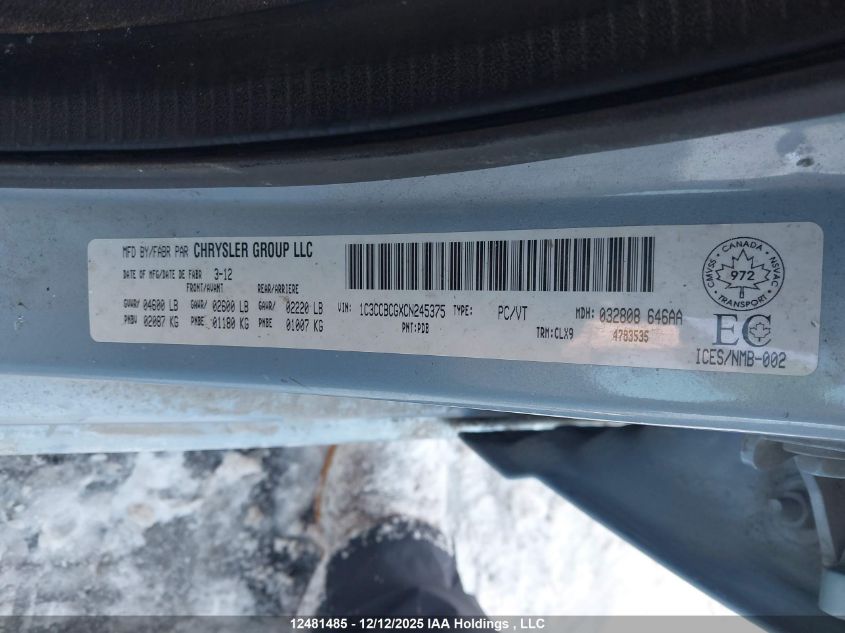 MFD BY/FABR PAR CHRYSLER GROUP LLC
DATE OF MFG/DATE DE FABR 3-12
FRONT/AVANT REAR/ARRIERE
GVWR/ 04600 LB GAWR/ 02600 LB GAWR/ 02220 LB
PNBV 02087 KG PNBE 01180 KG PNBE 01007 KG
VIN: 1C3CCBCGXCN245375 TYPE: PC/VT MDH: 032808 646AA
PNT:PDB TRM:CLX9 4783535
CANADA
CMVSS 972 NSVAC
TRANSPORT
EC
ICES/NMB-002
12481485 - 12/12/2025 IAA Holdings , LLC